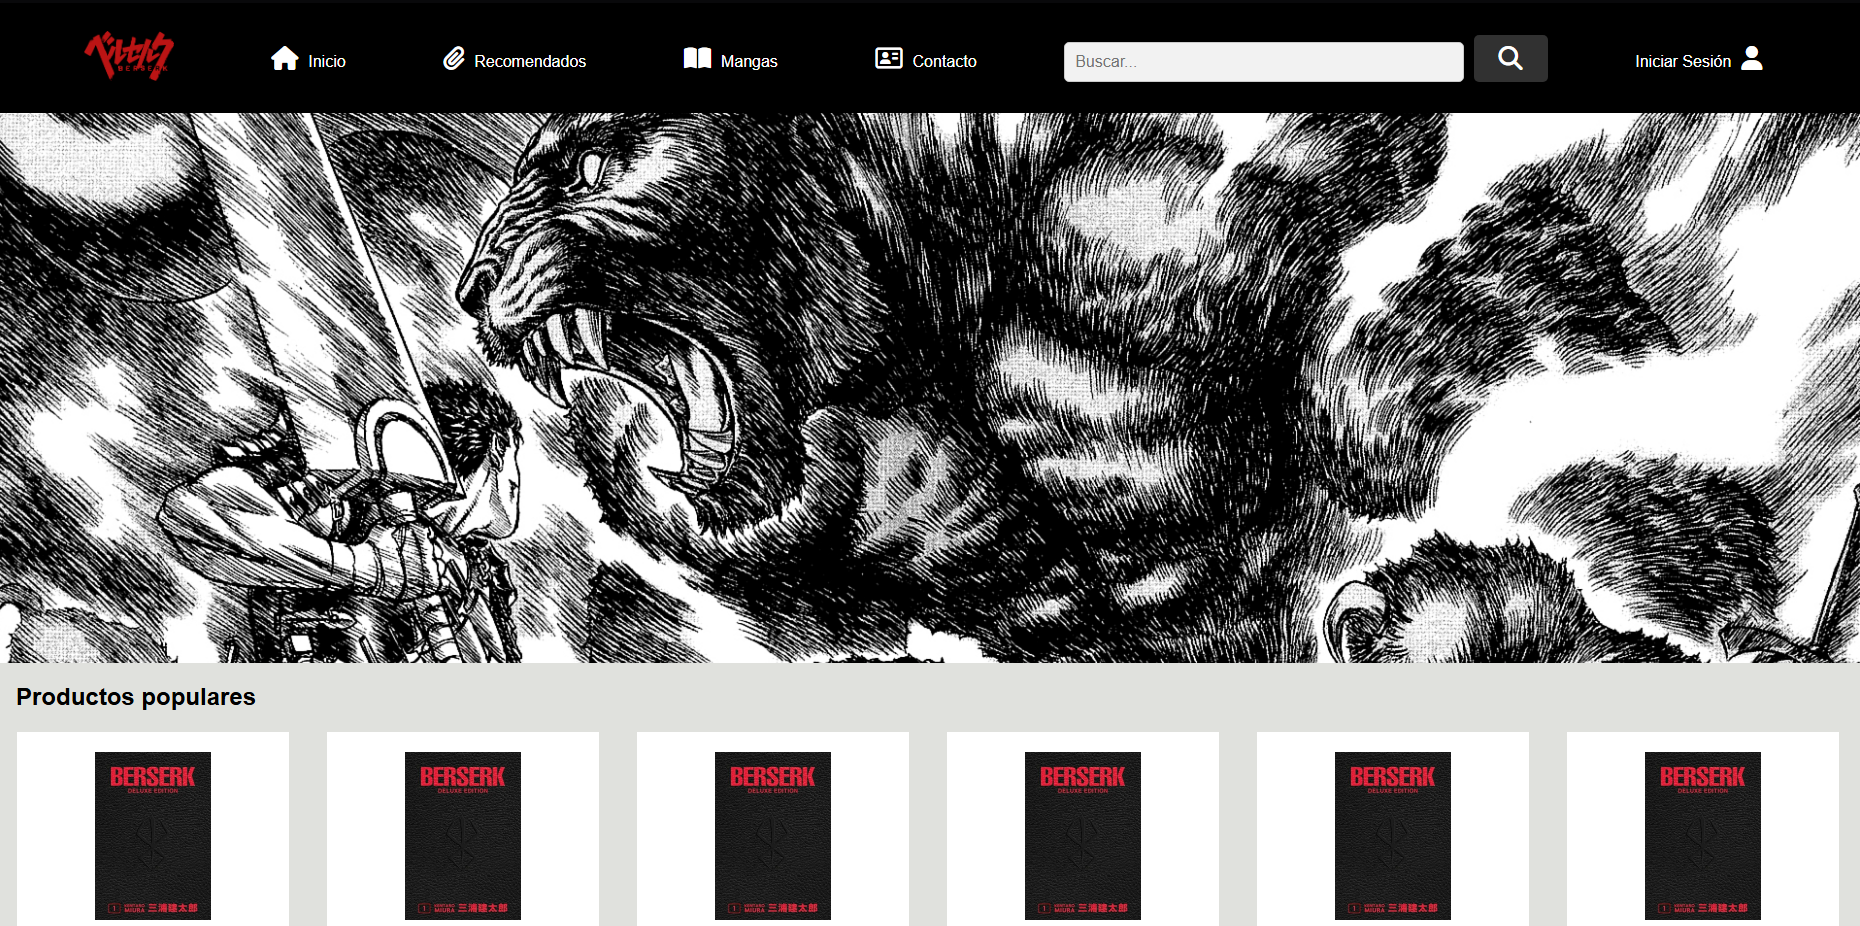 ベルセルク
BERSERK
Inicio
Recomendados
Mangas
Contacto
Buscar...
Iniciar Sesión
Productos populares
BERSERK
DELUXE EDITION
1 KENTARO MIURA 三浦建太郎
BERSERK
DELUXE EDITION
1 KENTARO MIURA 三浦建太郎
BERSERK
DELUXE EDITION
1 KENTARO MIURA 三浦建太郎
BERSERK
DELUXE EDITION
1 KENTARO MIURA 三浦建太郎
BERSERK
DELUXE EDITION
1 KENTARO MIURA 三浦建太郎
BERSERK
DELUXE EDITION
1 KENTARO MIURA 三浦建太郎